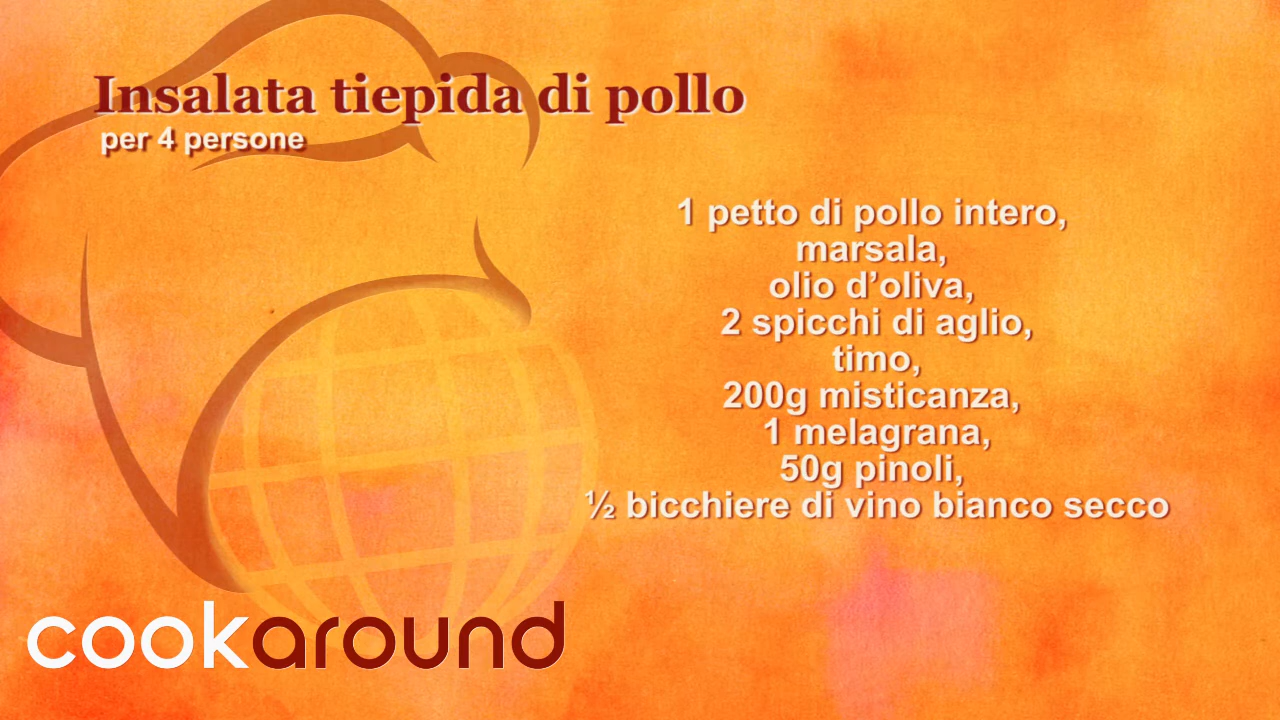 Insalata tiepida di pollo
per 4 persone
1 petto di pollo intero,
marsala,
olio d’oliva,
2 spicchi di aglio,
timo,
200g misticanza,
1 melagrana,
50g pinoli,
½ bicchiere di vino bianco secco
cookaround